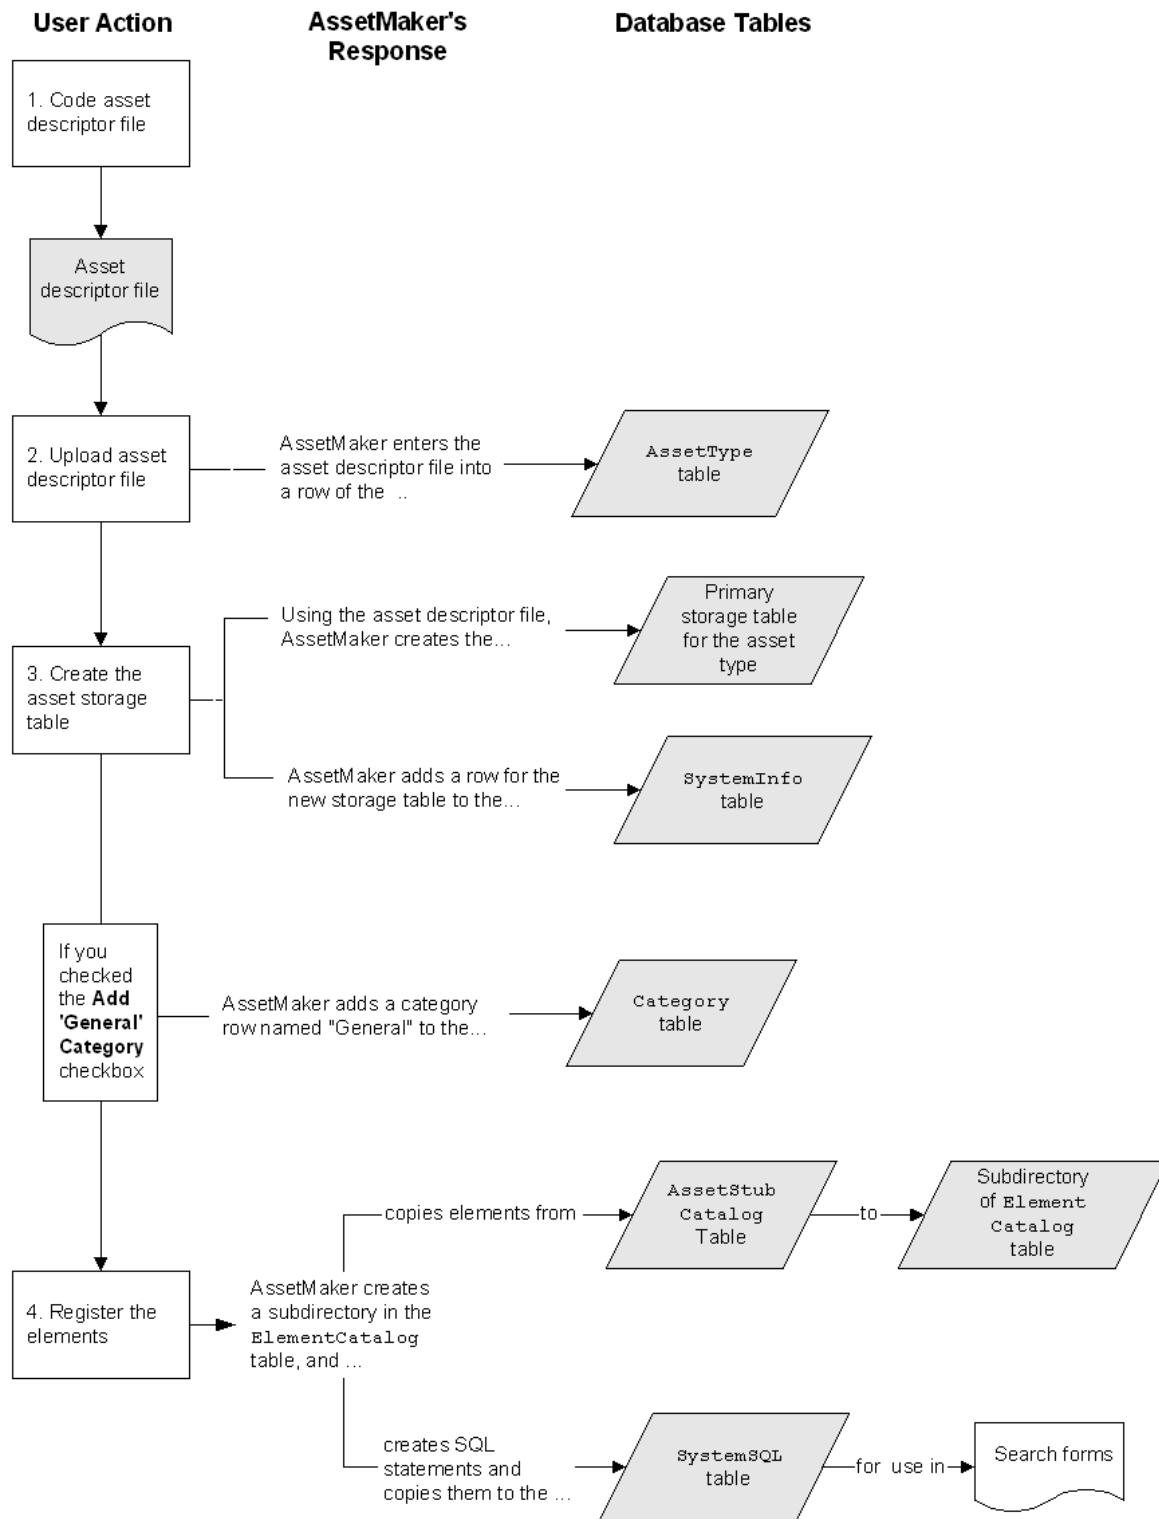 User Action
AssetMaker's
Response
Database Tables
1. Code asset
descriptor file
Asset
descriptor file
2. Upload asset
descriptor file
AssetMaker enters the
asset descriptor file into
a row of the ..
AssetType
table
3. Create the
asset storage
table
Using the asset descriptor file,
AssetMaker creates the...
Primary
storage table
for the asset
type
AssetMaker adds a row for the
new storage table to the...
SystemInfo
table
If you
checked
the Add
'General'
Category
checkbox
AssetMaker adds a category
row named "General" to the...
Category
table
4. Register the
elements
AssetMaker creates
a subdirectory in the
ElementCatalog
table, and ...
copies elements from
AssetStub
Catalog
Table
to
Subdirectory
of Element
Catalog
table
creates SQL
statements and
copies them to the ...
SystemSQL
table
for use in
Search forms